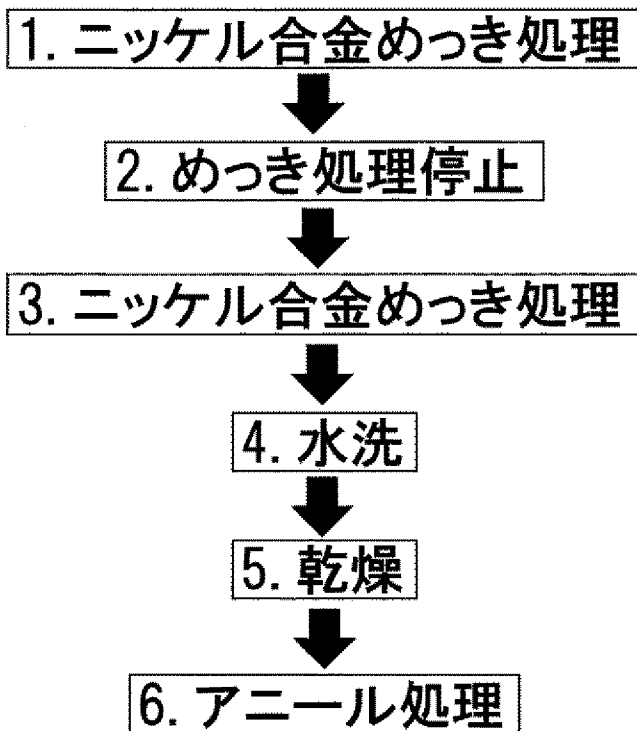 1. ニッケル合金めっき処理
2. めっき処理停止
3. ニッケル合金めっき処理
4. 水洗
5. 乾燥
6. アニール処理